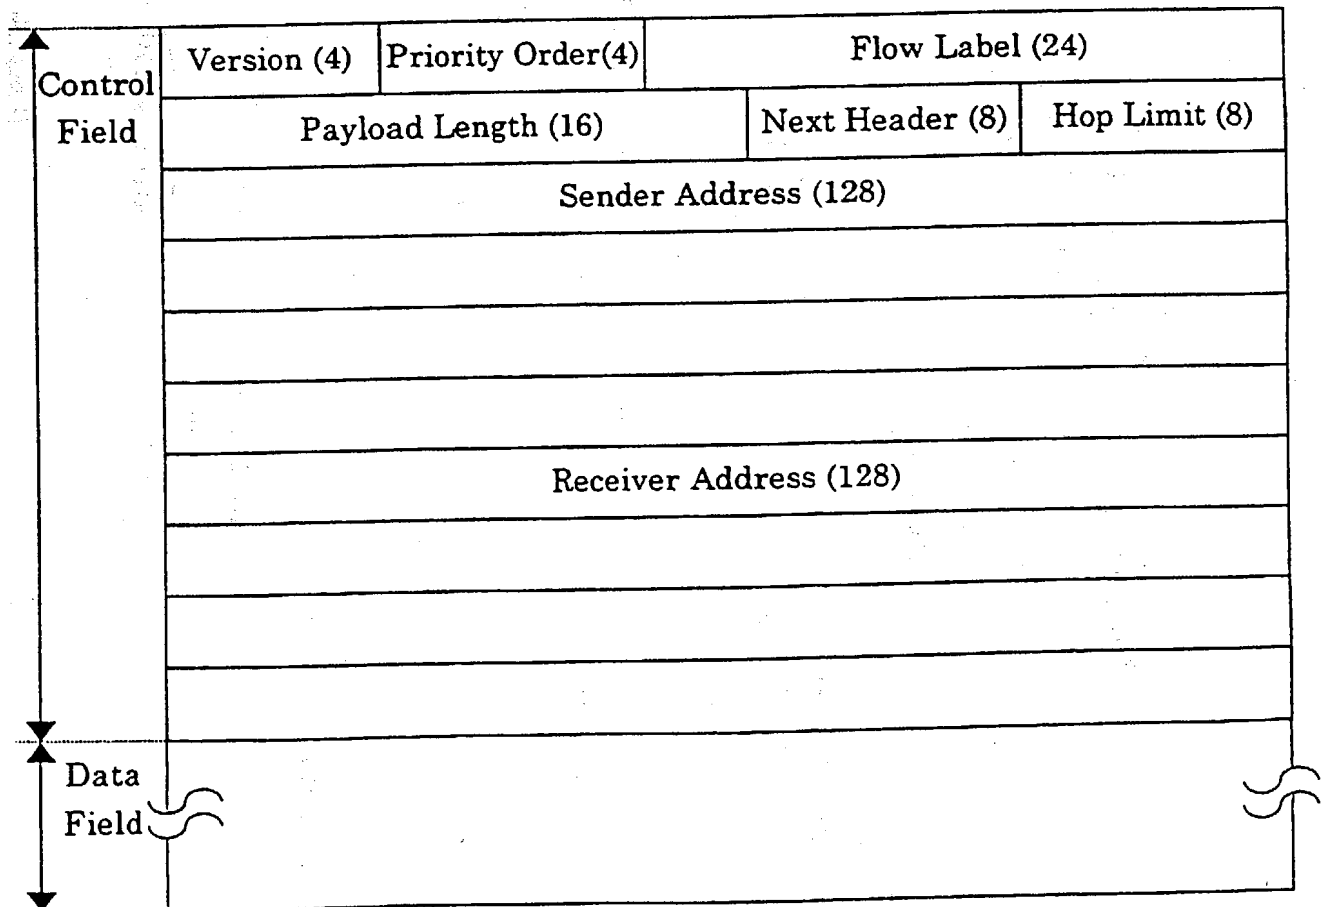 Control
Field
Version (4)
Priority Order(4)
Flow Label (24)
Payload Length (16)
Next Header (8)
Hop Limit (8)
Sender Address (128)
Receiver Address (128)
Data
Field